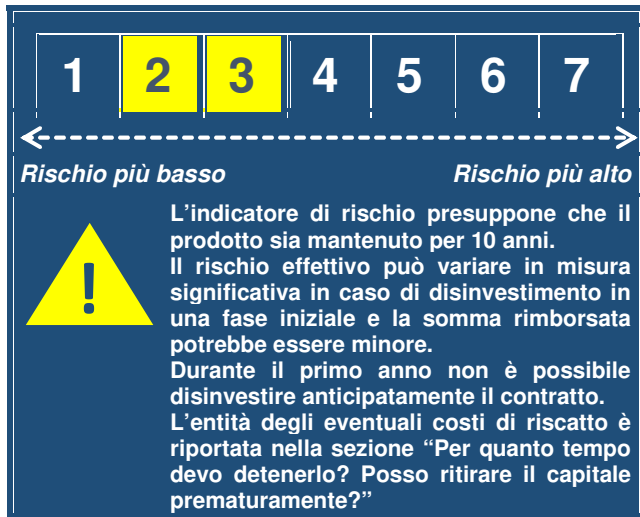 1 2 3 4 5 6 7
Rischio più basso Rischio più alto
!
L'indicatore di rischio presuppone che il
prodotto sia mantenuto per 10 anni.
Il rischio effettivo può variare in misura
significativa in caso di disinvestimento in
una fase iniziale e la somma rimborsata
potrebbe essere minore.
Durante il primo anno non è possibile
disinvestire anticipatamente il contratto.
L'entità degli eventuali costi di riscatto è
riportata nella sezione “Per quanto tempo
devo detenerlo? Posso ritirare il capitale
prematuramente?”